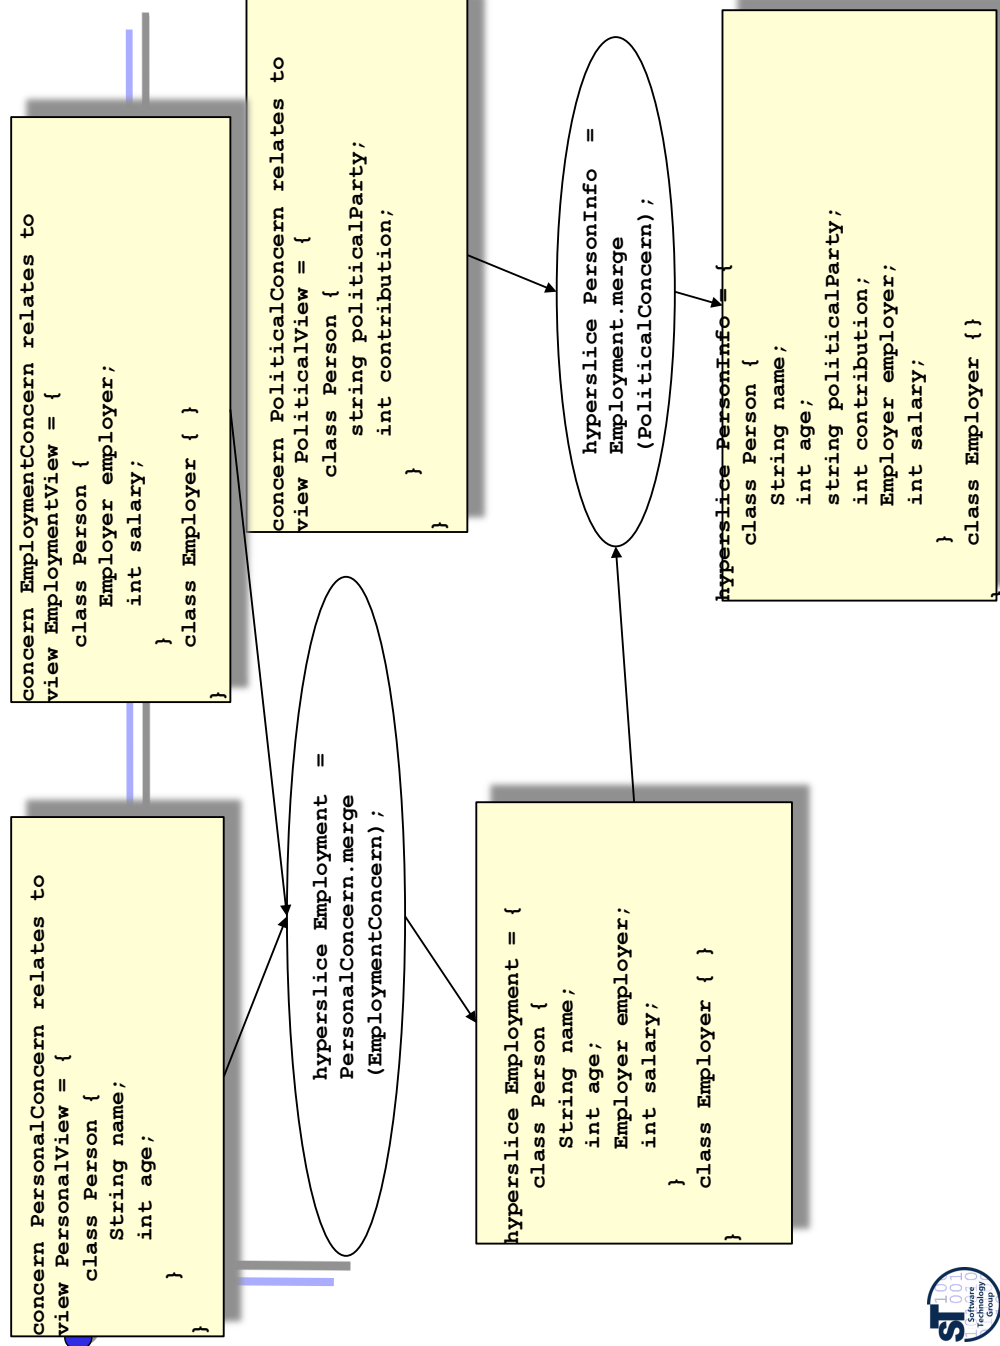 concern PersonalConcern relates to
view PersonalView = {
class Person {
String name;
int age;
}
}
concern EmploymentConcern relates to
view EmploymentView = {
class Person {
Employer employer;
int salary;
}
class Employer { }
}
hyperslice Employment =
PersonalConcern.merge
(EmploymentConcern);
concern PoliticalConcern relates to
view PoliticalView = {
class Person {
string politicalParty;
int contribution;
}
}
hyperslice Employment = {
class Person {
String name;
int age;
Employer employer;
int salary;
}
class Employer { }
}
hyperslice PersonInfo =
Employment.merge
(PoliticalConcern);
hyperslice PersonInfo = {
class Person {
String name;
int age;
string politicalParty;
int contribution;
Employer employer;
int salary;
}
class Employer {}
}
ST
Software
Technology
Group